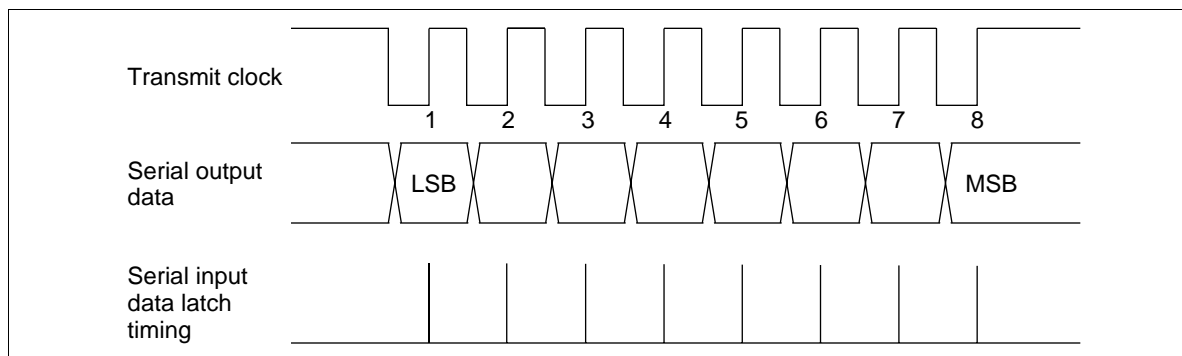 Transmit clock
1 2 3 4 5 6 7 8
Serial output
data
LSB MSB
Serial input
data latch
timing